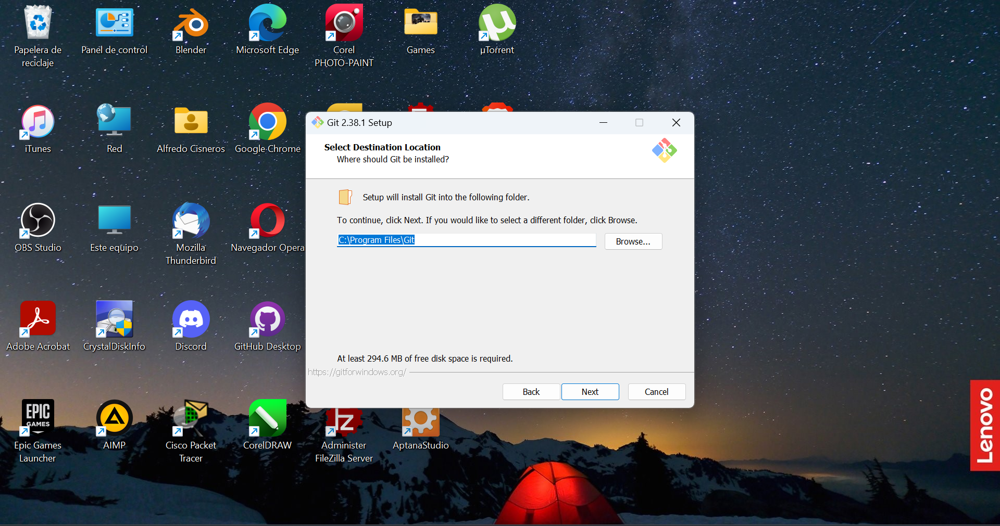 Papelera de
reciclaje
Panel de control
Blender
Microsoft Edge
Corel
PHOTO-PAINT
Games
µTorrent
iTunes
Red
Alfredo Cisneros
Google Chrome
OBS Studio
Este equipo
Mozilla
Thunderbird
Navegador Opera
Adobe Acrobat
CrystalDiskInfo
Discord
GitHub Desktop
EPIC
GAMES
Epic Games
Launcher
AIMP
Cisco Packet
Tracer
CorelDRAW
FZ
Administer
FileZilla Server
AptanaStudio
Git 2.38.1 Setup
Select Destination Location
Where should Git be installed?
Setup will install Git into the following folder.
To continue, click Next. If you would like to select a different folder, click Browse.
C:\Program Files\Git
Browse...
At least 294.6 MB of free disk space is required.
https://gitforwindows.org/
Back
Next
Cancel
Lenovo